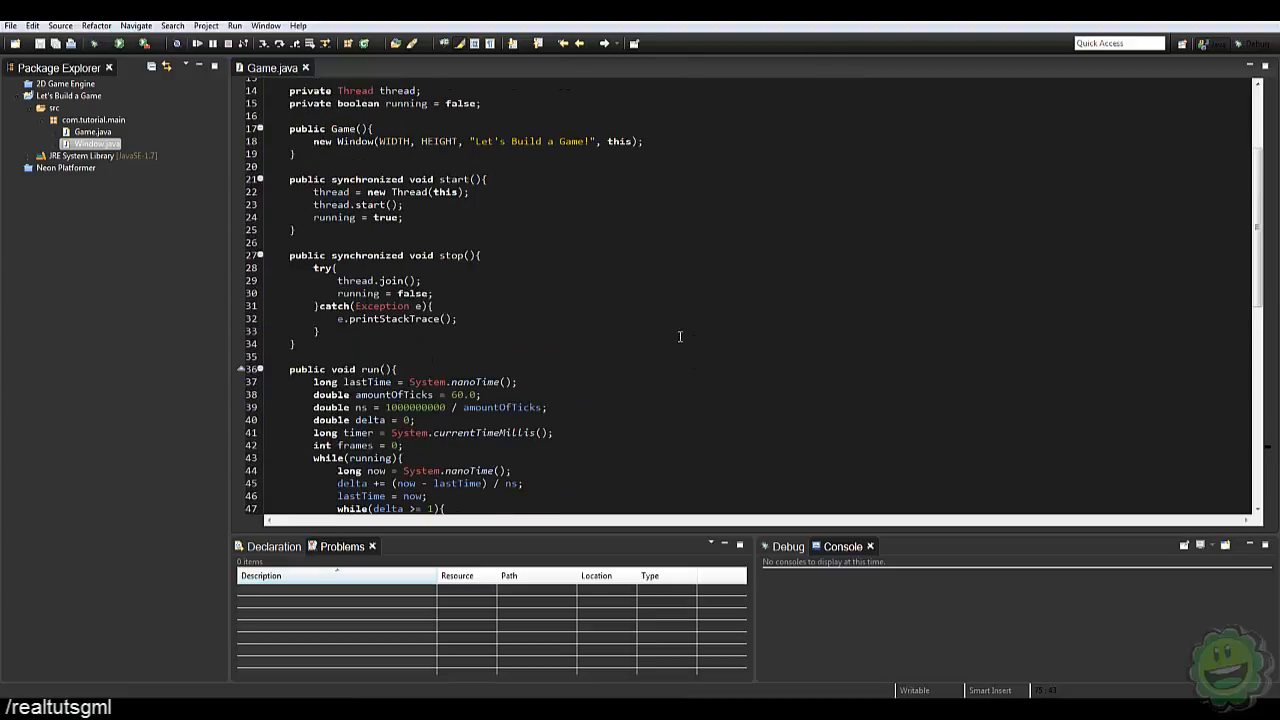 File Edit Source Refactor Navigate Search Project Run Window Help
Quick Access
Debug
Package Explorer
Game.java
2D Game Engine
Let's Build a Game
src
com.tutorial.main
Game.java
Window.java
JRE System Library [JavaSE-1.7]
Neon Platformer
14 private Thread thread;
15 private boolean running = false;
16
17 public Game(){
18 new Window(WIDTH, HEIGHT, "Let's Build a Game!", this);
19 }
20
21 public synchronized void start(){
22 thread = new Thread(this);
23 thread.start();
24 running = true;
25 }
26
27 public synchronized void stop(){
28 try{
29 thread.join();
30 running = false;
31 }catch(Exception e){
32 e.printStackTrace();
33 }
34 }
35
36 public void run(){
37 long lastTime = System.nanoTime();
38 double amountOfTicks = 60.0;
39 double ns = 1000000000 / amountOfTicks;
40 double delta = 0;
41 long timer = System.currentTimeMillis();
42 int frames = 0;
43 while(running){
44 long now = System.nanoTime();
45 delta += (now - lastTime) / ns;
46 lastTime = now;
47 while(delta >= 1){
Declaration Problems
0 items
Description Resource Path Location Type
Debug Console
No consoles to display at this time.
Writable Smart Insert 75 : 43
/realtutsgml